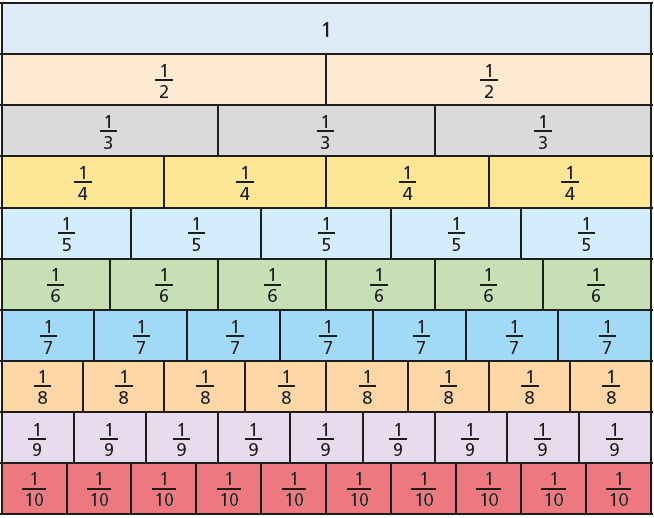 1
1/2 1/2
1/3 1/3 1/3
1/4 1/4 1/4 1/4
1/5 1/5 1/5 1/5 1/5
1/6 1/6 1/6 1/6 1/6 1/6
1/7 1/7 1/7 1/7 1/7 1/7 1/7
1/8 1/8 1/8 1/8 1/8 1/8 1/8 1/8
1/9 1/9 1/9 1/9 1/9 1/9 1/9 1/9 1/9
1/10 1/10 1/10 1/10 1/10 1/10 1/10 1/10 1/10 1/10